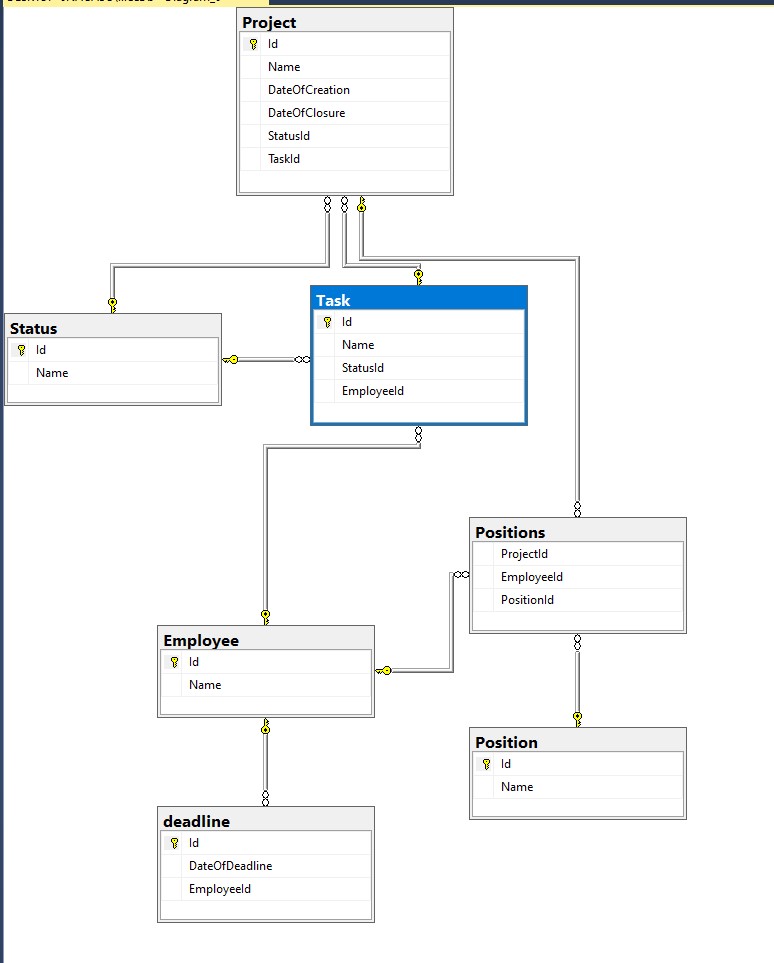 Project
Id
Name
DateOfCreation
DateOfClosure
StatusId
TaskId
Status
Id
Name
Task
Id
Name
StatusId
EmployeeId
Positions
ProjectId
EmployeeId
PositionId
Employee
Id
Name
Position
Id
Name
deadline
Id
DateOfDeadline
EmployeeId